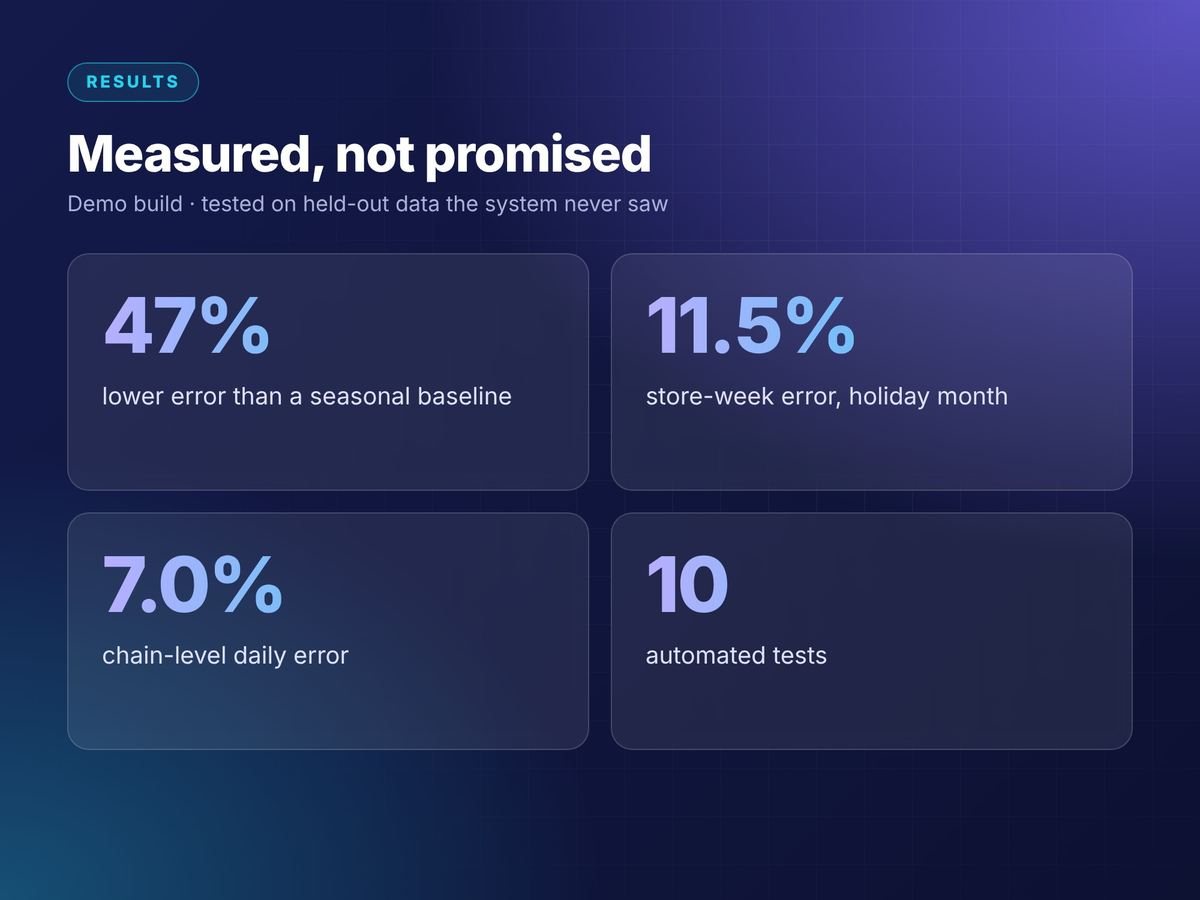 RESULTS
Measured, not promised
Demo build · tested on held-out data the system never saw
47%
lower error than a seasonal baseline
11.5%
store-week error, holiday month
7.0%
chain-level daily error
10
automated tests